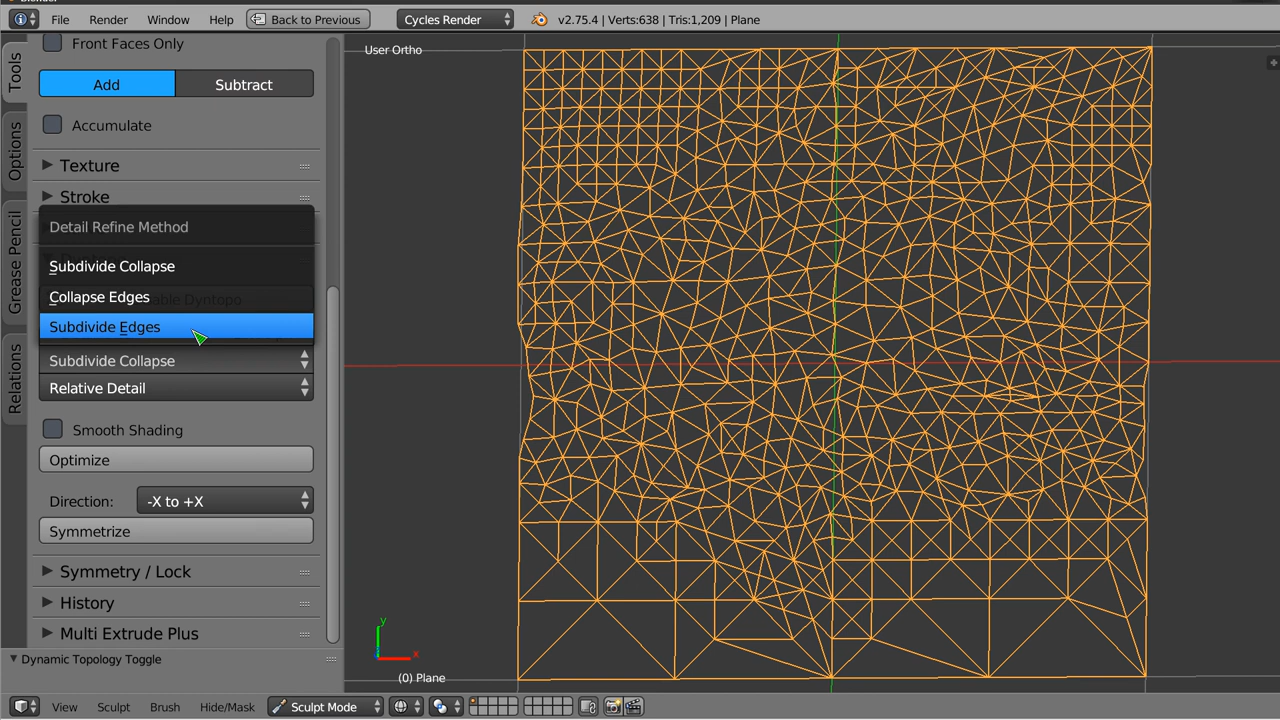 Blender
File Render Window Help Back to Previous Cycles Render v2.75.4 | Verts:638 | Tris:1,209 | Plane
Tools
Options
Grease Pencil
Relations
Front Faces Only
Add Subtract
Accumulate
Texture
Stroke
Detail Refine Method
Subdivide Collapse
Collapse Edges
Subdivide Edges
Subdivide Collapse
Relative Detail
Smooth Shading
Optimize
Direction: -X to +X
Symmetrize
Symmetry / Lock
History
Multi Extrude Plus
Dynamic Topology Toggle
User Ortho
y
x
(0) Plane
View Sculpt Brush Hide/Mask Sculpt Mode